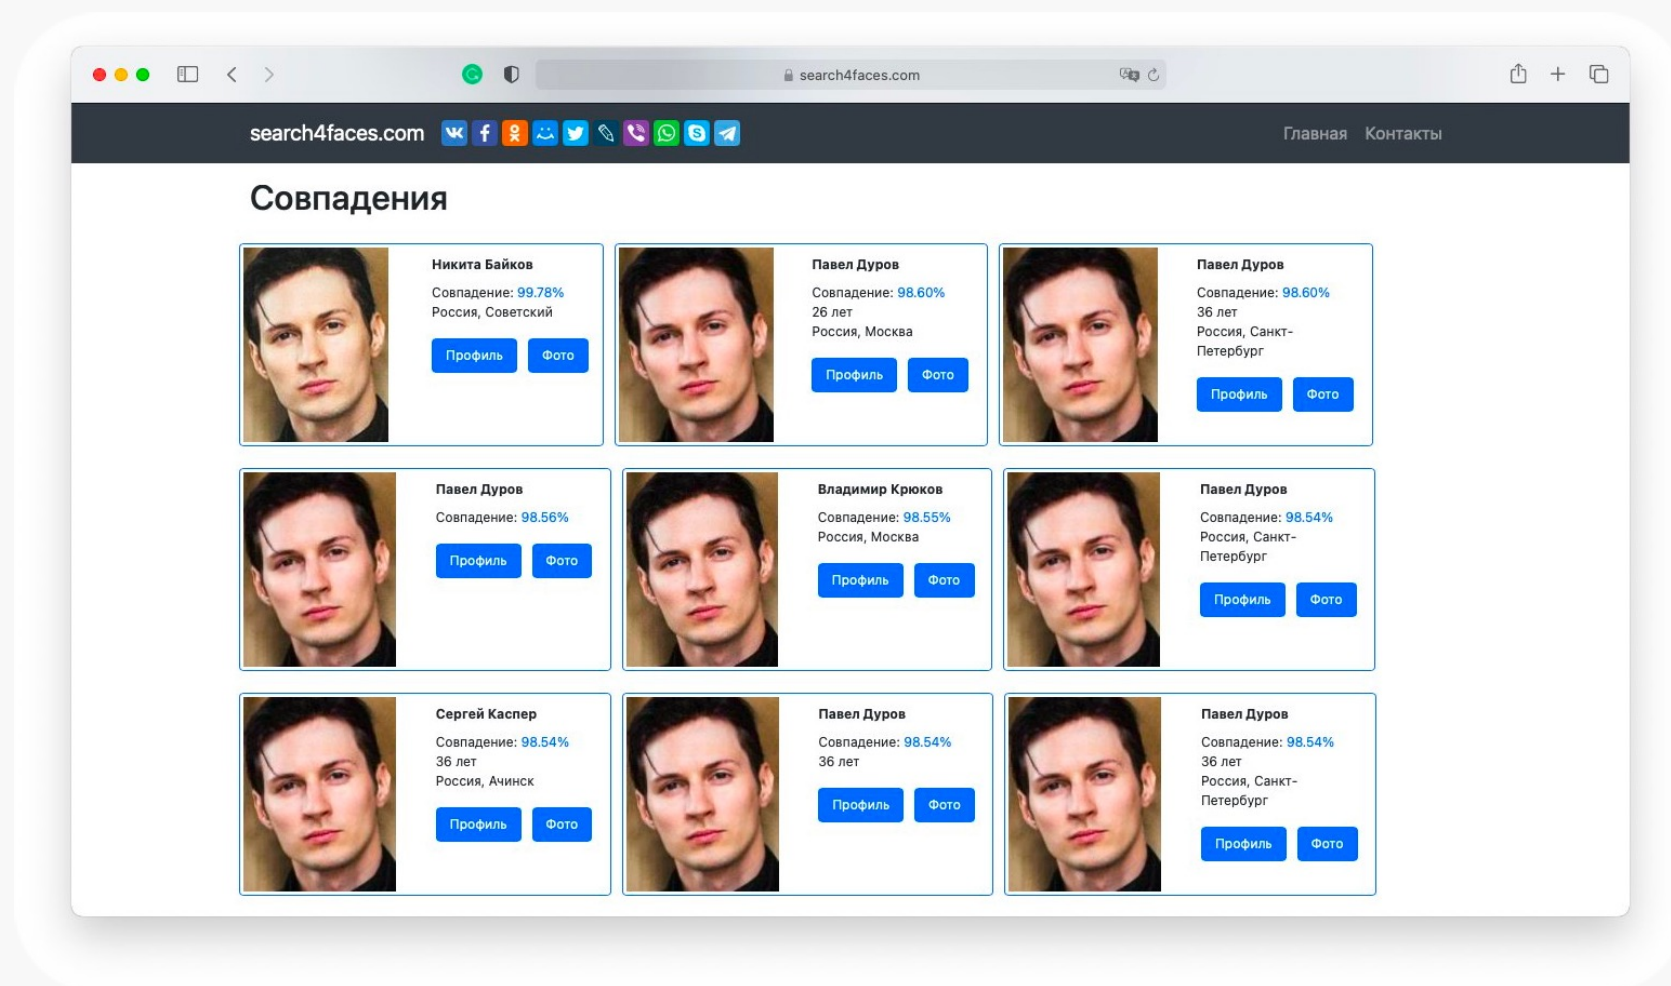 search4faces.com
search4faces.com
Главная Контакты
Совпадения
Никита Байков
Совпадение: 99.78%
Россия, Советский
Профиль Фото
Павел Дуров
Совпадение: 98.60%
26 лет
Россия, Москва
Профиль Фото
Павел Дуров
Совпадение: 98.60%
36 лет
Россия, Санкт-
Петербург
Профиль Фото
Павел Дуров
Совпадение: 98.56%
Профиль Фото
Владимир Крюков
Совпадение: 98.55%
Россия, Москва
Профиль Фото
Павел Дуров
Совпадение: 98.54%
Россия, Санкт-
Петербург
Профиль Фото
Сергей Каспер
Совпадение: 98.54%
36 лет
Россия, Ачинск
Профиль Фото
Павел Дуров
Совпадение: 98.54%
36 лет
Профиль Фото
Павел Дуров
Совпадение: 98.54%
36 лет
Россия, Санкт-
Петербург
Профиль Фото